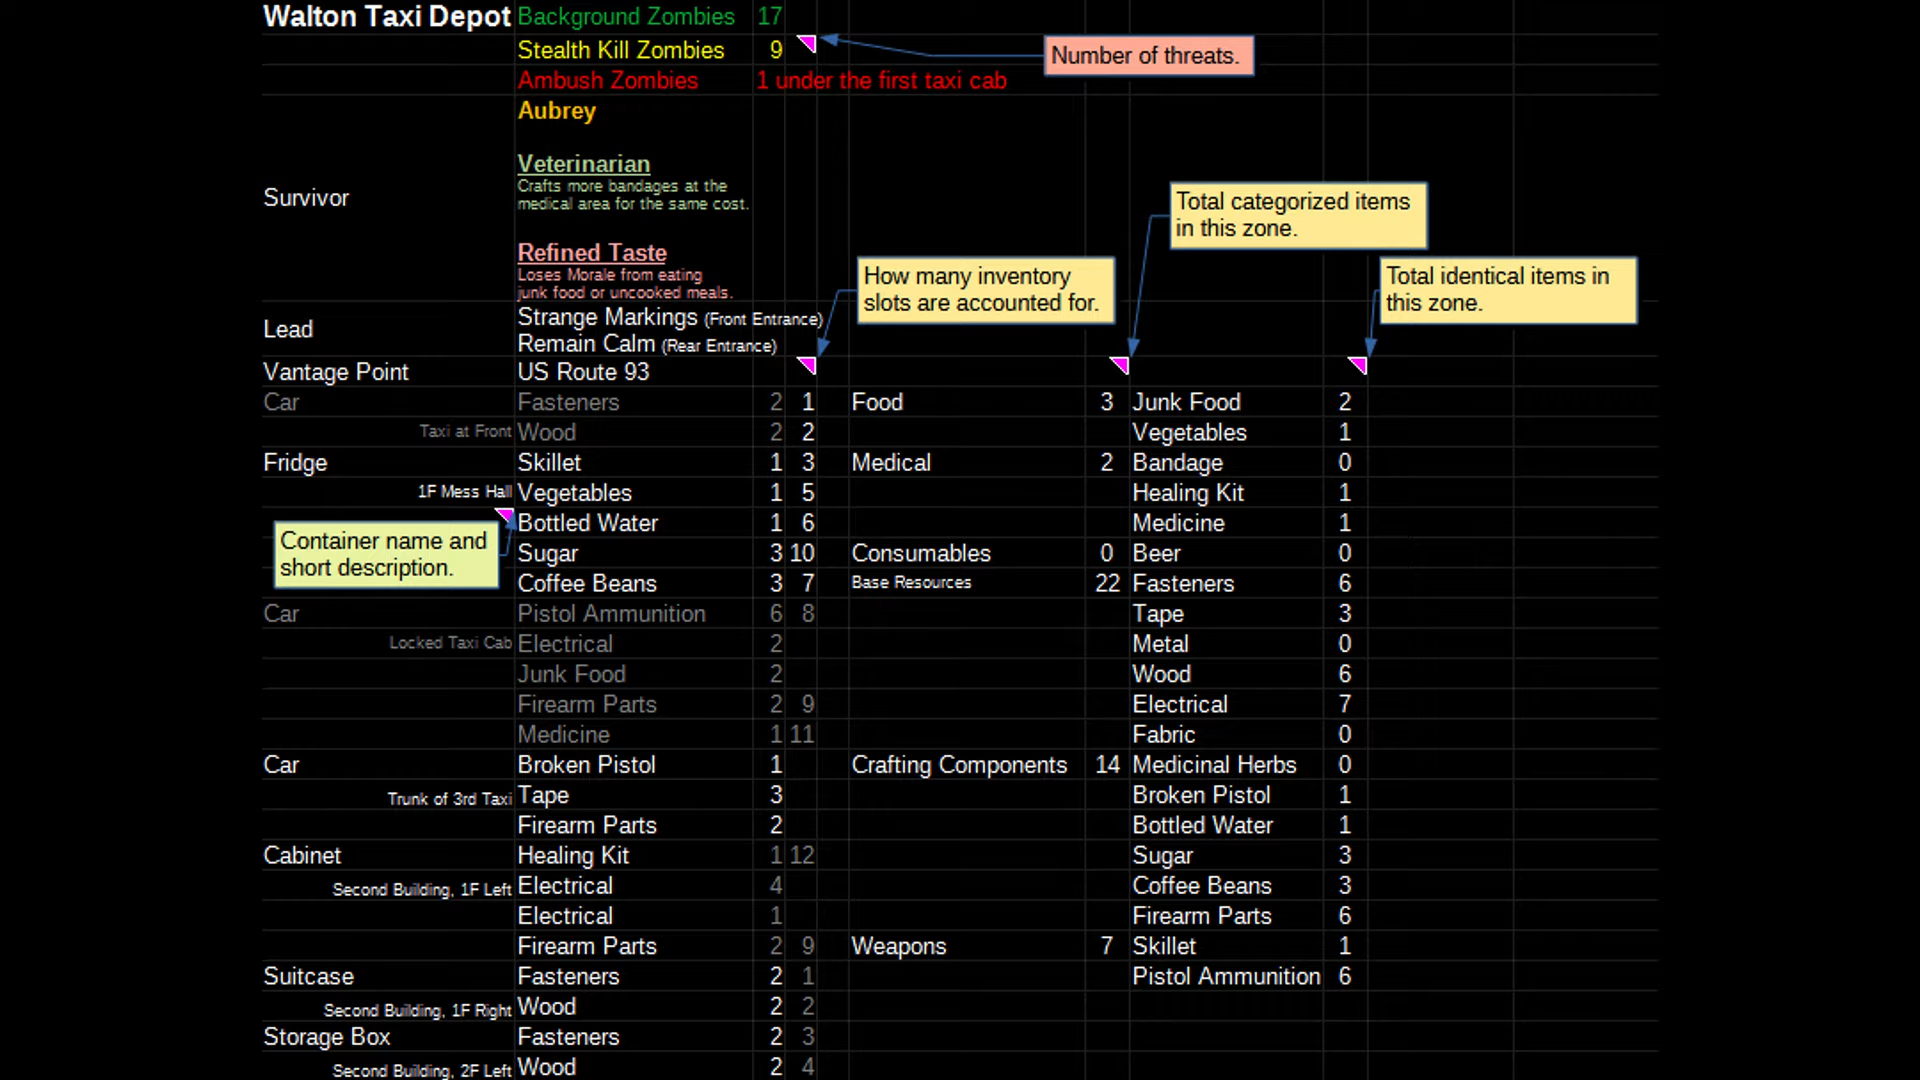 Walton Taxi Depot Background Zombies 17
Stealth Kill Zombies 9
Number of threats.
Ambush Zombies 1 under the first taxi cab
Aubrey
Veterinarian
Crafts more bandages at the
medical area for the same cost.
Survivor
Total categorized items
in this zone.
Refined Taste
Loses Morale from eating
junk food or uncooked meals.
How many inventory
slots are accounted for.
Total identical items in
this zone.
Lead
Strange Markings (Front Entrance)
Remain Calm (Rear Entrance)
Vantage Point US Route 93
Car Fasteners 2 1 Food 3 Junk Food 2
Taxi at Front Wood 2 2 Vegetables 1
Fridge Skillet 1 3 Medical 2 Bandage 0
1F Mess Hall Vegetables 1 5 Healing Kit 1
Bottled Water 1 6 Medicine 1
Container name and
short description.
Sugar 3 10 Consumables 0 Beer 0
Coffee Beans 3 7 Base Resources 22 Fasteners 6
Car Pistol Ammunition 6 8 Tape 3
Locked Taxi Cab Electrical 2 Metal 0
Junk Food 2 Wood 6
Firearm Parts 2 9 Electrical 7
Medicine 1 11 Fabric 0
Car Broken Pistol 1 Crafting Components 14 Medicinal Herbs 0
Trunk of 3rd Taxi Tape 3 Broken Pistol 1
Firearm Parts 2 Bottled Water 1
Cabinet Healing Kit 1 12 Sugar 3
Second Building, 1F Left Electrical 4 Coffee Beans 3
Electrical 1 Firearm Parts 6
Firearm Parts 2 9 Weapons 7 Skillet 1
Suitcase Fasteners 2 1 Pistol Ammunition 6
Second Building, 1F Right Wood 2 2
Storage Box Fasteners 2 3
Second Building, 2F Left Wood 2 4